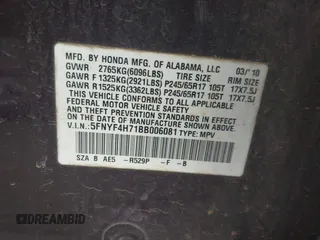 MFD. BY HONDA MFG. OF ALABAMA, LLC 03/10
GVWR 2765KG(6096LBS) TIRE SIZE RIM SIZE
GAWR F 1325KG(2921LBS) P245/65R17 105T 17X7.5J
GAWR R 1525KG(3362LBS) P245/65R17 105T 17X7.5J
THIS VEHICLE CONFORMS TO ALL APPLICABLE
FEDERAL MOTOR VEHICLE SAFETY, BUMPER,
AND THEFT PREVENTION STANDARDS IN EFFECT
ON THE DATE OF MANUFACTURE SHOWN ABOVE.
V.I.N.: 5FNYF4H71BB006081 TYPE: MPV
SZA B AE5 -R529P -F -B
DREAMBID